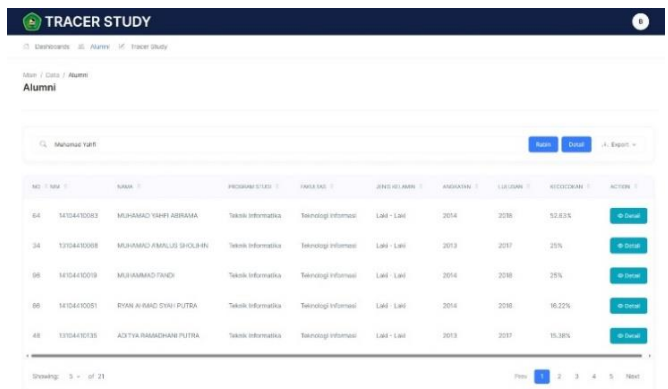 TRACER STUDY
B
Dashboards Alumni Tracer Study
Main / Data / Alumni
Alumni
Muhamad Yahfi
Rabin Detail Export
NO NIM NAMA PROGRAM STUDI FAKULTAS JENIS KELAMIN ANGKATAN LULUSAN KECOCOKAN ACTION
64 14104410083 MUHAMAD YAHFI ABIRAMA Teknik Informatika Teknologi Informasi Laki - Laki 2014 2018 52.63% Detail
34 13104410068 MUHAMAD A'MALUS SHOLIHIN Teknik Informatika Teknologi Informasi Laki - Laki 2013 2017 25% Detail
96 14104410019 MUHAMMAD FANDI Teknik Informatika Teknologi Informasi Laki - Laki 2014 2018 25% Detail
14104410051 RYAN AHMAD SYAH PUTRA Teknik Informatika Teknologi Informasi Laki - Laki 2014 2018 16.22% Detail
48 13104410135 ADITYA RAMADHANI PUTRA Teknik Informatika Teknologi Informasi Laki - Laki 2013 2017 15.38% Detail
Showing: 5 of 21
Prev 1 2 3 4 5 Next